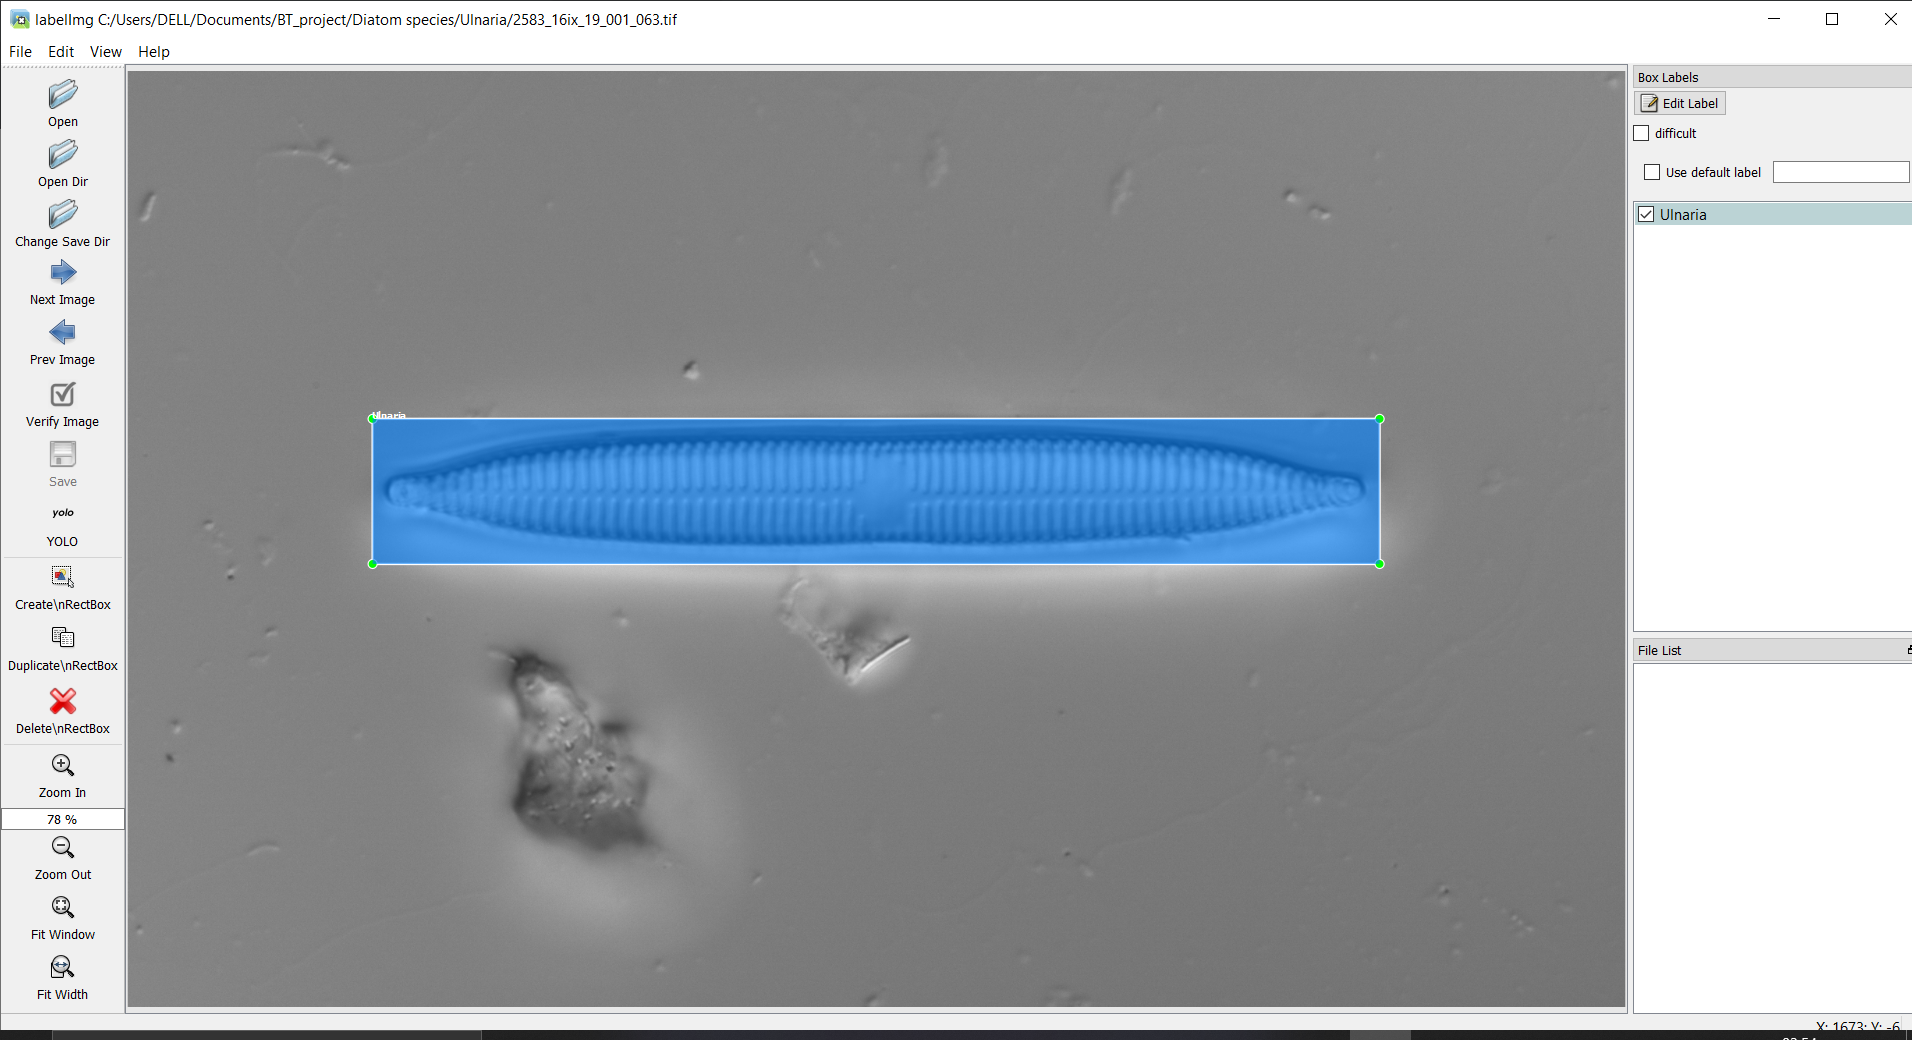 labelImg C:/Users/DELL/Documents/BT_project/Diatom species/Ulnaria/2583_16ix_19_001_063.tif
File Edit View Help
Open
Open Dir
Change Save Dir
Next Image
Prev Image
Verify Image
Save
yolo
YOLO
Create\nRectBox
Duplicate\nRectBox
Delete\nRectBox
Zoom In
78 %
Zoom Out
Fit Window
Fit Width
Ulnaria
Box Labels
Edit Label
difficult
Use default label
Ulnaria
File List
X: 1673; Y: -6